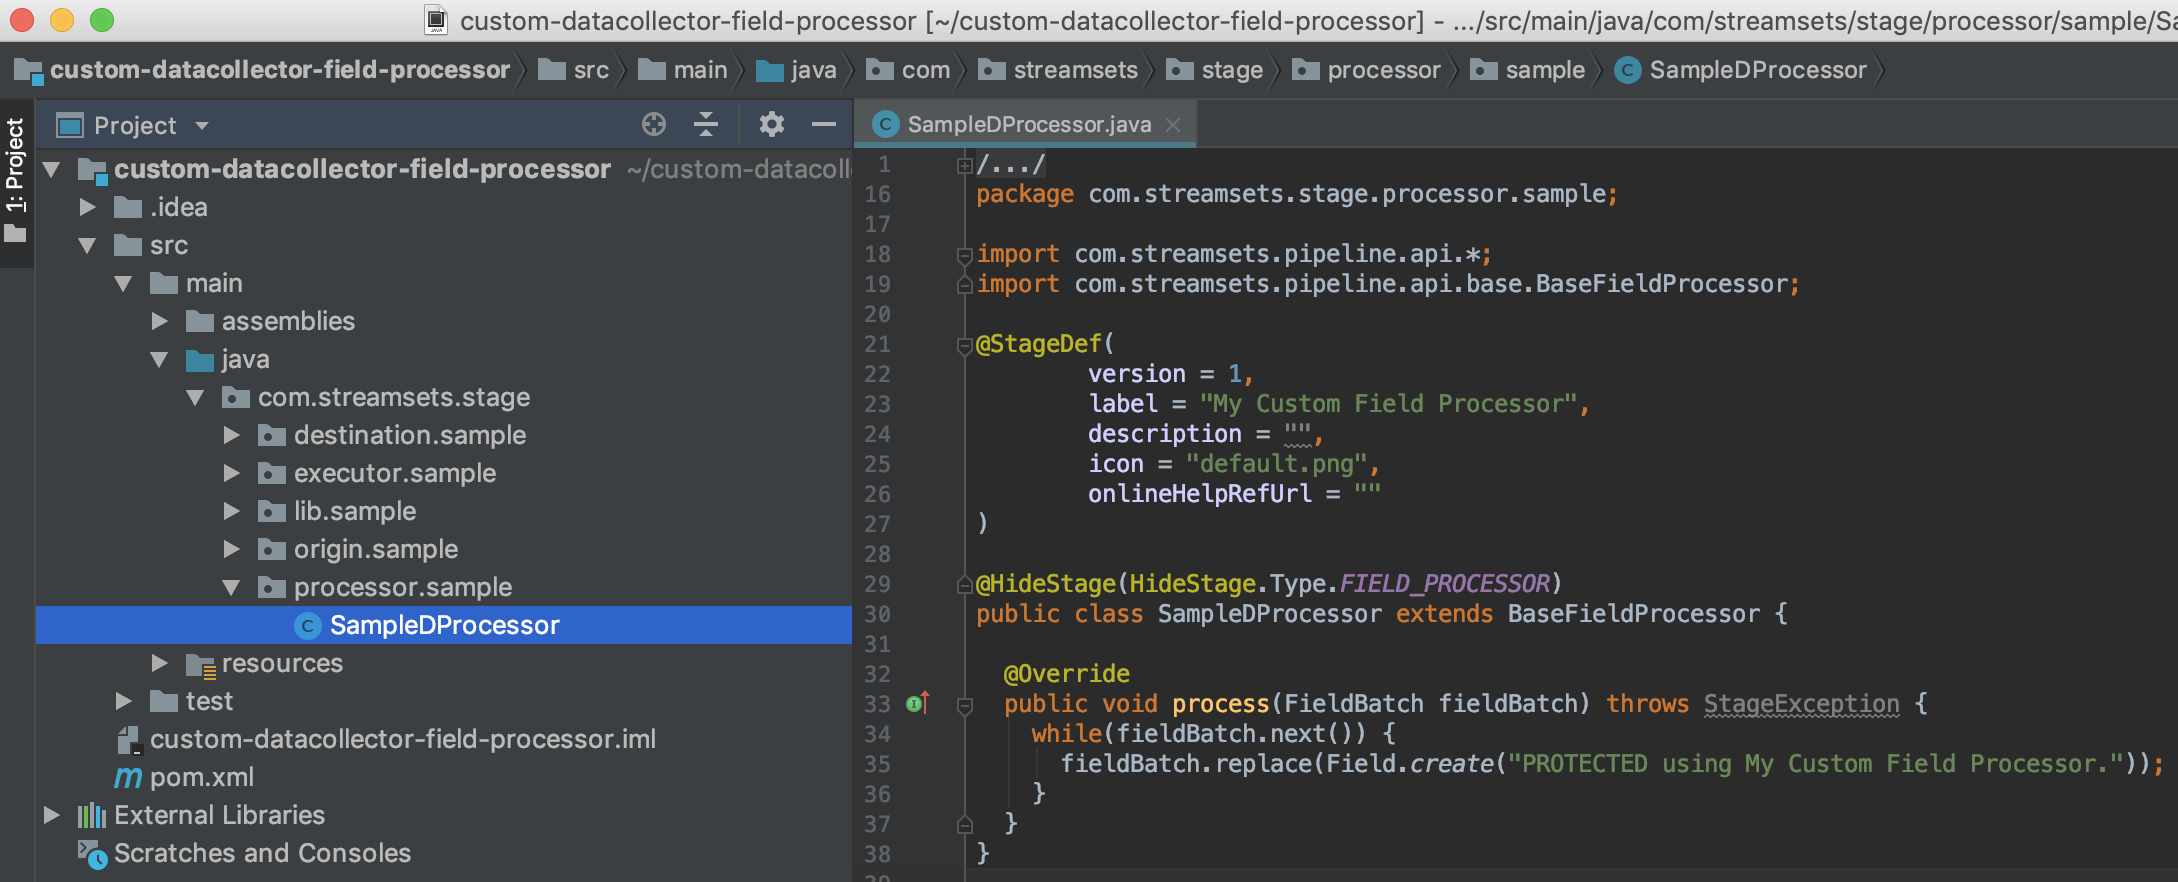 custom-datacollector-field-processor [~/custom-datacollector-field-processor] - .../src/main/java/com/streamsets/stage/processor/sample/Sa
custom-datacollector-field-processor src main java com streamsets stage processor sample C SampleDProcessor
1: Project
Project
custom-datacollector-field-processor ~/custom-datacoll
.idea
src
main
assemblies
java
com.streamsets.stage
destination.sample
executor.sample
lib.sample
origin.sample
processor.sample
C SampleDProcessor
resources
test
custom-datacollector-field-processor.iml
m pom.xml
External Libraries
Scratches and Consoles
C SampleDProcessor.java
1 /.../
16 package com.streamsets.stage.processor.sample;
17
18 import com.streamsets.pipeline.api.*;
19 import com.streamsets.pipeline.api.base.BaseFieldProcessor;
20
21 @StageDef(
22 version = 1,
23 label = "My Custom Field Processor",
24 description = "",
25 icon = "default.png",
26 onlineHelpRefUrl = ""
27 )
28
29 @HideStage(HideStage.Type.FIELD_PROCESSOR)
30 public class SampleDProcessor extends BaseFieldProcessor {
31
32 @Override
33 public void process(FieldBatch fieldBatch) throws StageException {
34 while(fieldBatch.next()) {
35 fieldBatch.replace(Field.create("PROTECTED using My Custom Field Processor."));
36 }
37 }
38 }
39